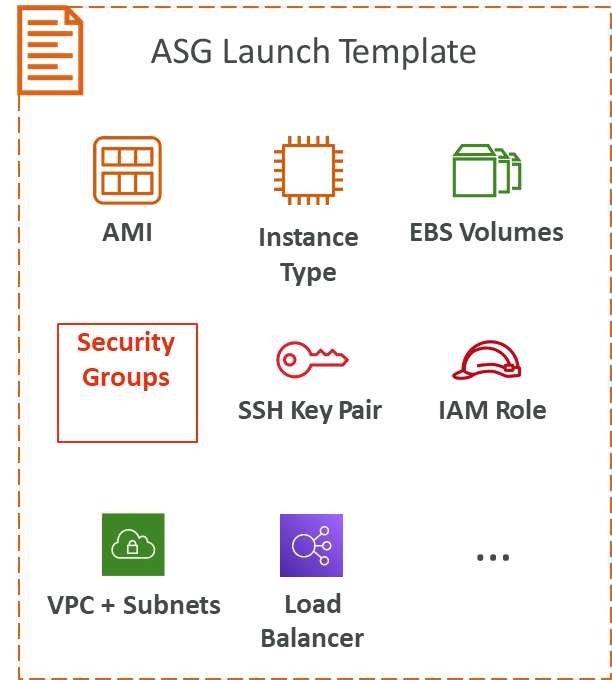 ASG Launch Template
AMI
Instance
Type
EBS Volumes
Security
Groups
SSH Key Pair
IAM Role
VPC + Subnets
Load
Balancer
...